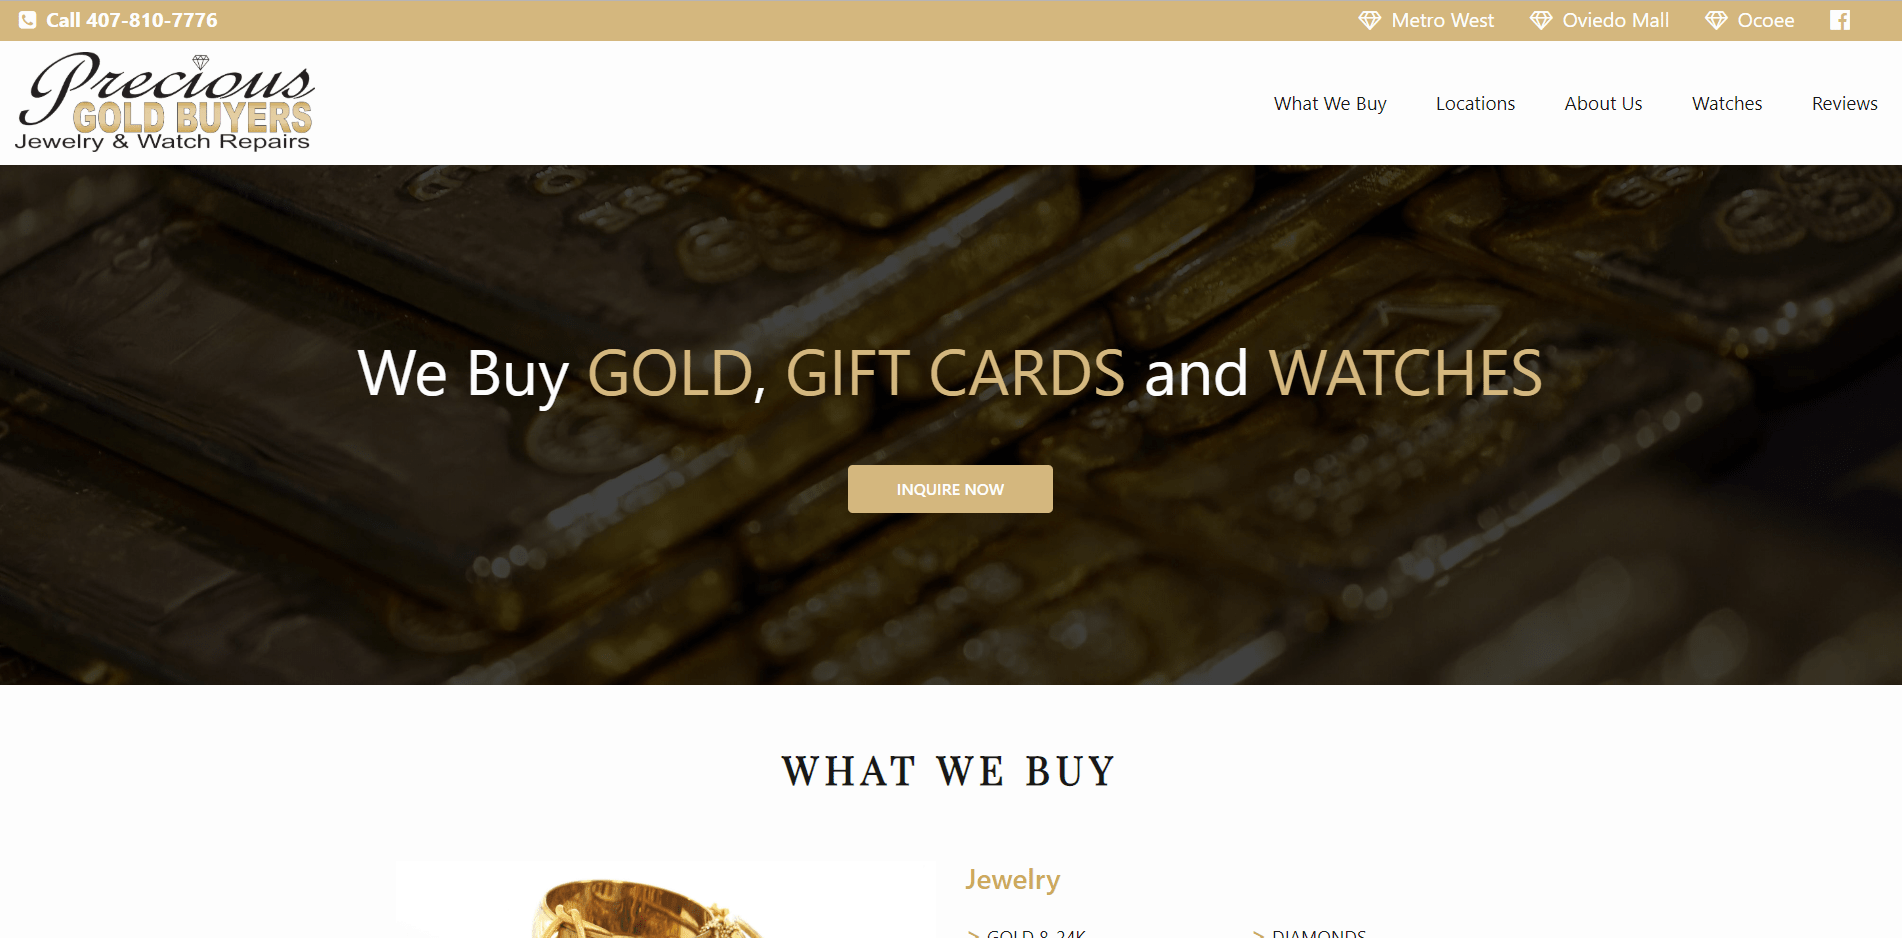 Call 407-810-7776
Metro West
Oviedo Mall
Ocoee
Precious
GOLD BUYERS
Jewelry & Watch Repairs
What We Buy
Locations
About Us
Watches
Reviews
We Buy GOLD, GIFT CARDS and WATCHES
INQUIRE NOW
WHAT WE BUY
Jewelry
> GOLD 8-24K
> DIAMONDS